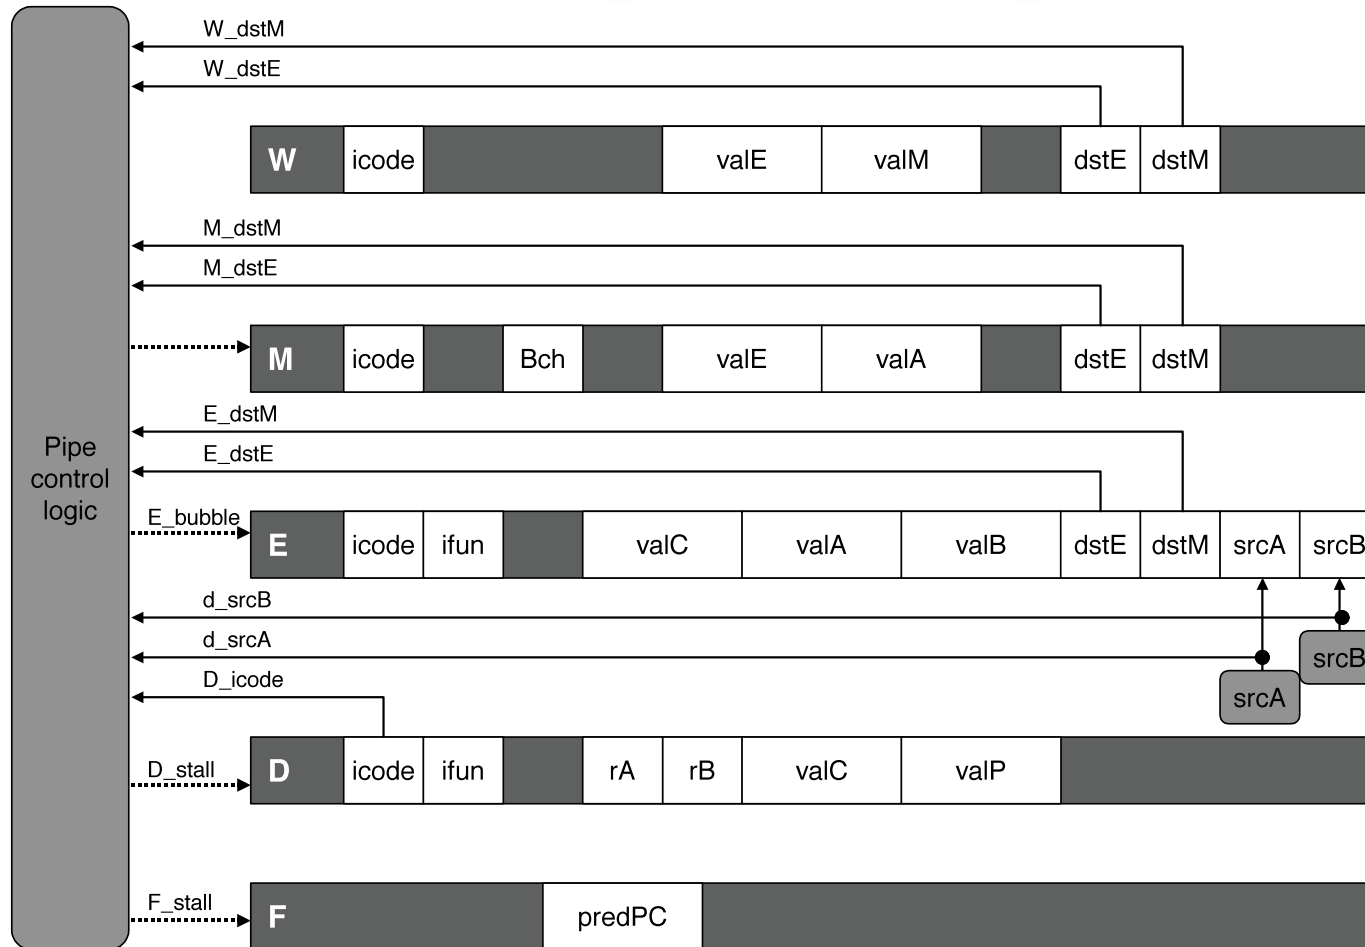 W_dstM
W_dstE
W icode valE valM dstE dstM
M_dstM
M_dstE
M icode Bch valE valA dstE dstM
E_dstM
E_dstE
Pipe
control
logic
E_bubble
E icode ifun valC valA valB dstE dstM srcA srcB
d_srcB
d_srcA
srcB
D_icode
srcA
D_stall
D icode ifun rA rB valC valP
F_stall
F predPC